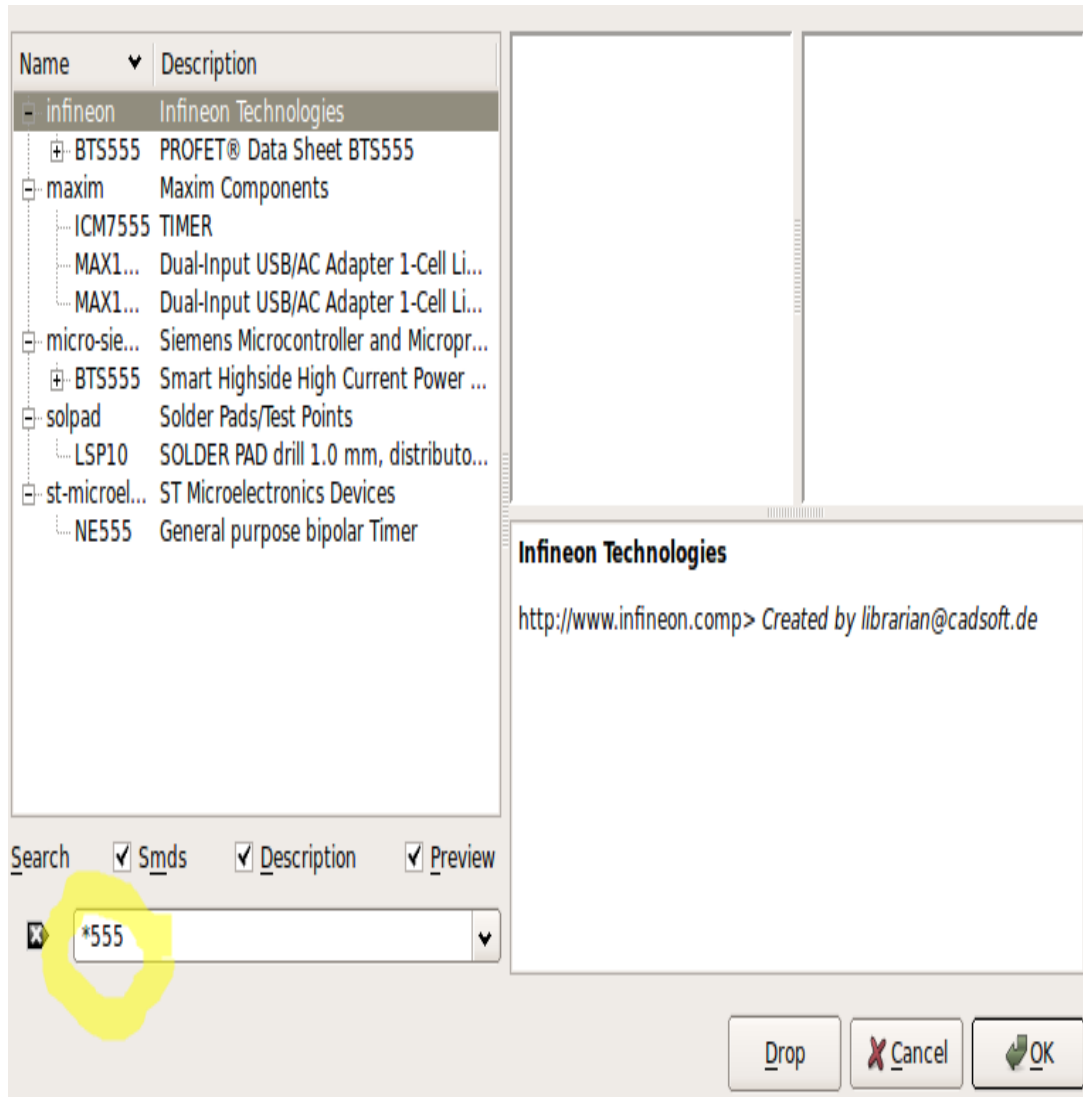 Name Description
infineon Infineon Technologies
BTS555 PROFET® Data Sheet BTS555
maxim Maxim Components
ICM7555 TIMER
MAX1... Dual-Input USB/AC Adapter 1-Cell Li...
MAX1... Dual-Input USB/AC Adapter 1-Cell Li...
micro-sie... Siemens Microcontroller and Micropr...
BTS555 Smart Highside High Current Power ...
solpad Solder Pads/Test Points
LSP10 SOLDER PAD drill 1.0 mm, distributo...
st-microel... ST Microelectronics Devices
NE555 General purpose bipolar Timer
Infineon Technologies
http://www.infineon.comp> Created by librarian@cadsoft.de
Search Smds Description Preview
*555
Drop Cancel OK